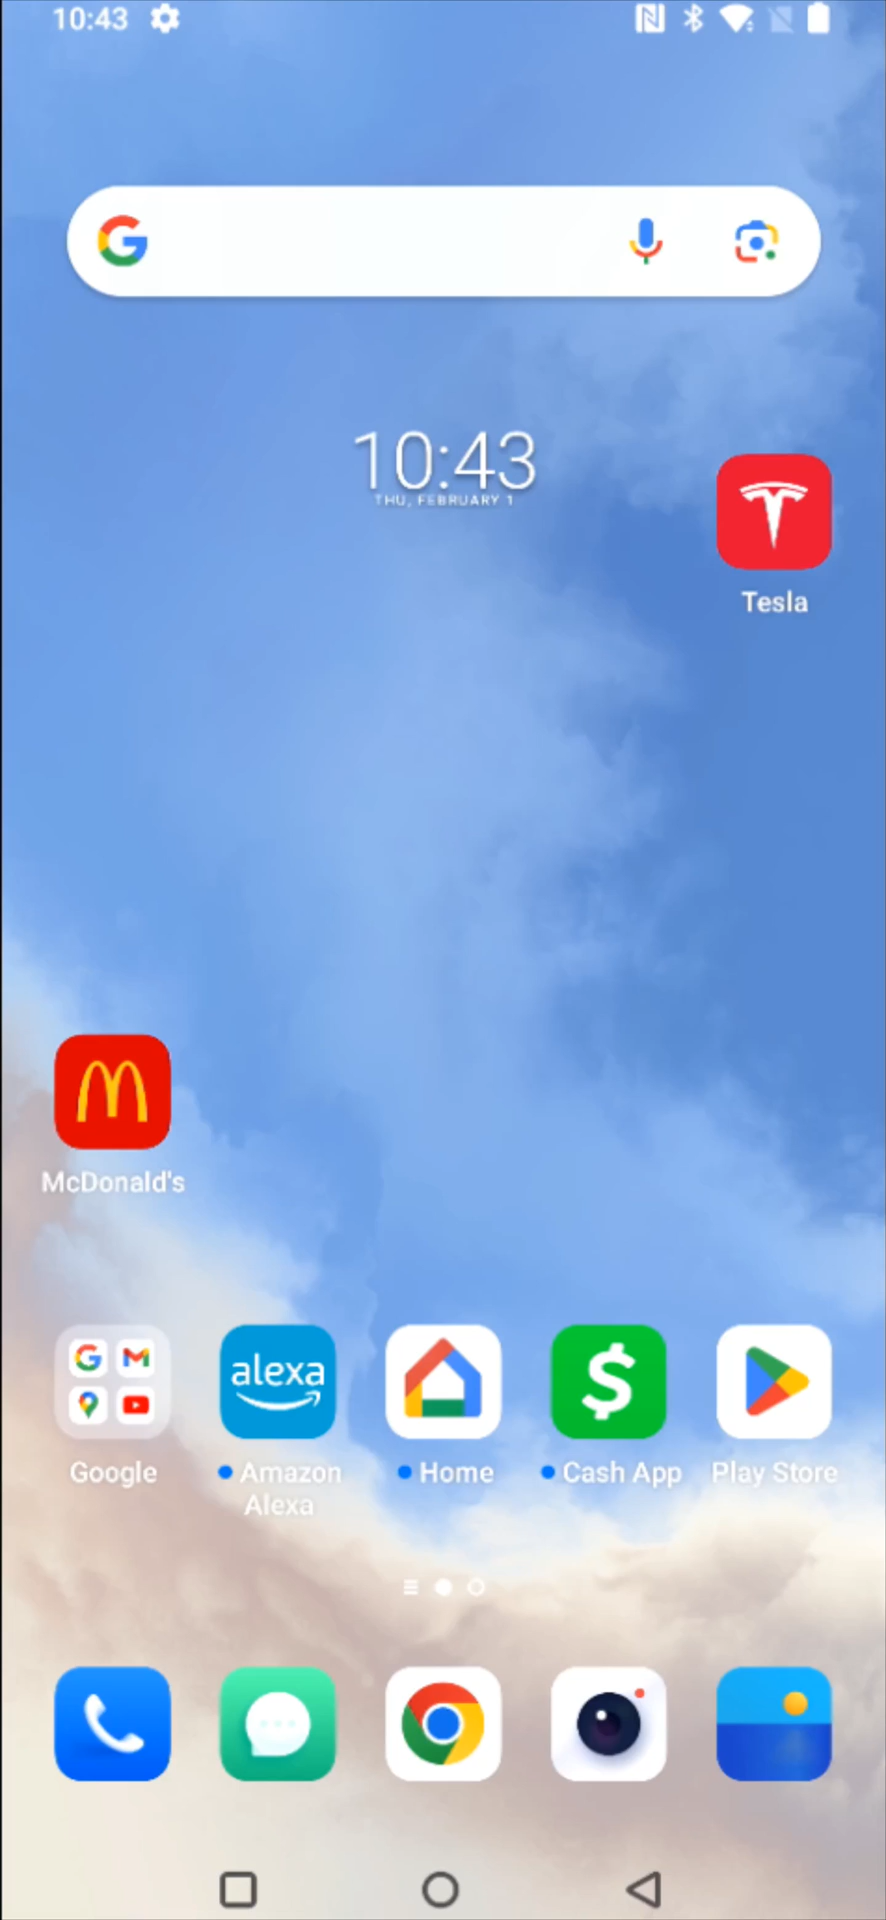 10:43
10:43
THU, FEBRUARY 1
Tesla
McDonald's
alexa
Google
Amazon
Alexa
Home
Cash App
Play Store